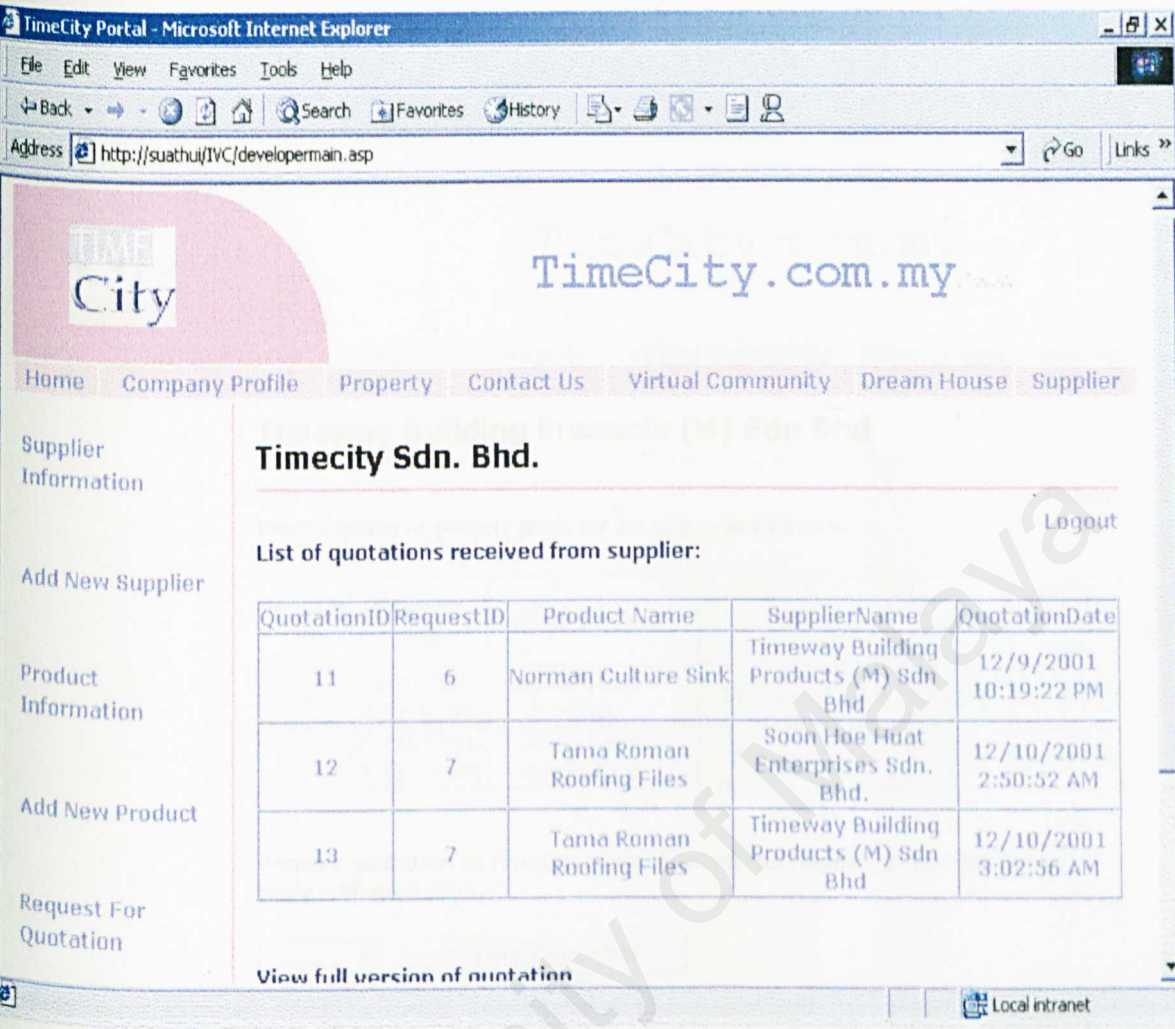 TimeCity Portal - Microsoft Internet Explorer
File Edit View Favorites Tools Help
Back Search Favorites History
Address http://suathui/IVC/developermain.asp Go Links »
TIME
City
TimeCity.com.my
Home Company Profile Property Contact Us Virtual Community Dream House Supplier
Supplier
Information
Add New Supplier
Product
Information
Add New Product
Request For
Quotation
Timecity Sdn. Bhd.
Logout
List of quotations received from supplier:
QuotationID RequestID Product Name SupplierName QuotationDate
11 6 Norman Culture Sink Timeway Building Products (M) Sdn Bhd 12/9/2001 10:19:22 PM
12 7 Tama Roman Roofing Files Soon Hoe Huat Enterprises Sdn. Bhd. 12/10/2001 2:50:52 AM
13 7 Tama Roman Roofing Files Timeway Building Products (M) Sdn Bhd 12/10/2001 3:02:56 AM
View full version of quotation
Local intranet
University of Malaya